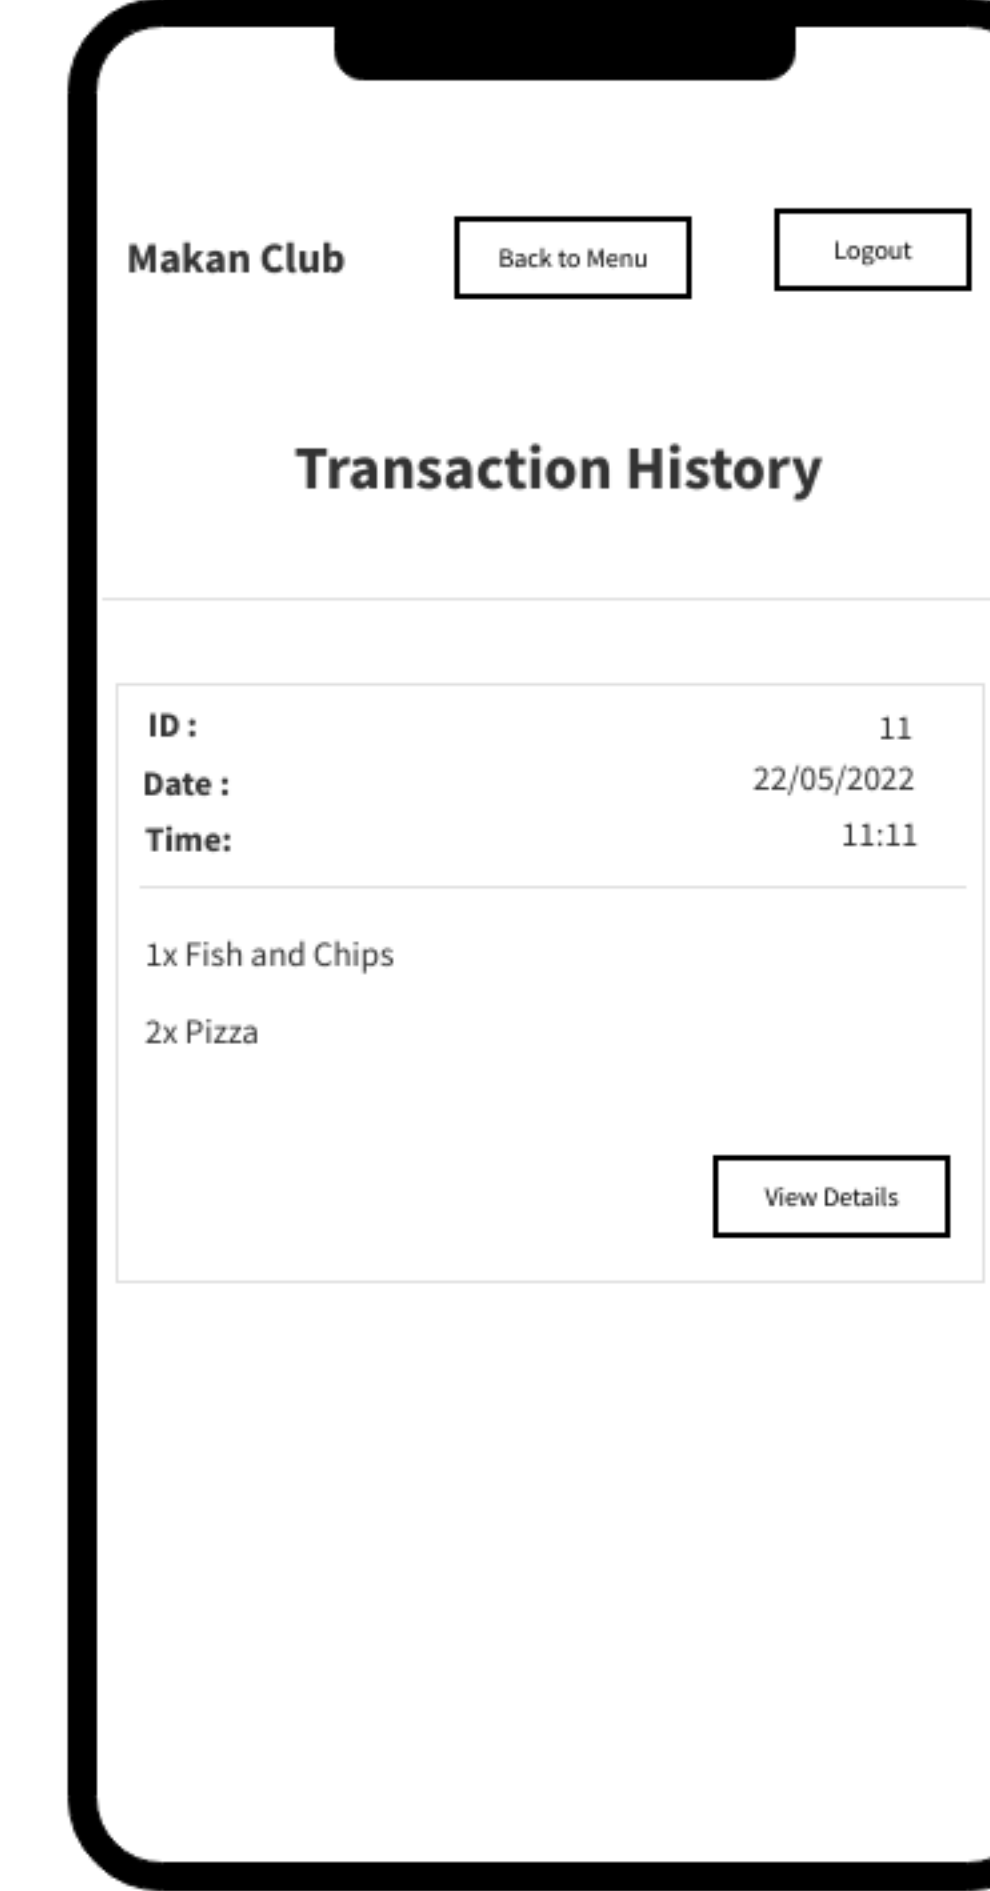 Makan Club
Back to Menu
Logout
Transaction History
ID : 11
Date : 22/05/2022
Time: 11:11
1x Fish and Chips
2x Pizza
View Details